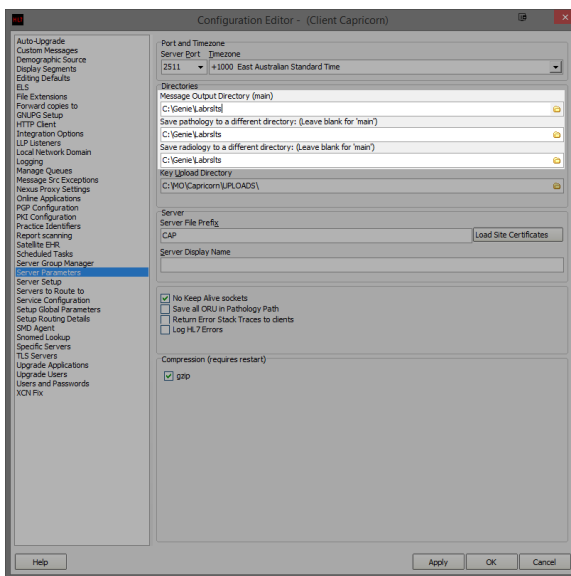 HL7
Configuration Editor - (Client Capricorn)
Auto-Upgrade
Custom Messages
Demographic Source
Display Segments
Editing Defaults
ELS
File Extensions
Forward copies to
GNUPG Setup
HTTP Client
Integration Options
LLP Listeners
Local Network Domain
Logging
Manage Queues
Message Src Exceptions
Nexus Proxy Settings
Online Applications
PGP Configuration
PKI Configuration
Practice Identifiers
Report scanning
Satellite EHR
Scheduled Tasks
Server Group Manager
Server Parameters
Server Setup
Servers to Route to
Service Configuration
Setup Global Parameters
Setup Routing Details
SMD Agent
Snomed Lookup
Specific Servers
TLS Servers
Upgrade Applications
Upgrade Users
Users and Passwords
XCN Fix
Port and Timezone
Server Port Timezone
2511 +1000 East Australian Standard Time
Directories
Message Output Directory (main)
C:\Genie\Labrslts
Save pathology to a different directory: (Leave blank for 'main')
C:\Genie\Labrslts
Save radiology to a different directory: (Leave blank for 'main')
C:\Genie\Labrslts
Key Upload Directory
C:\MO\Capricorn\UPLOADS\
Server
Server File Prefix
CAP Load Site Certificates
Server Display Name
No Keep Alive sockets
Save all ORU in Pathology Path
Return Error Stack Traces to clients
Log HL7 Errors
Compression (requires restart)
gzip
Help Apply OK Cancel